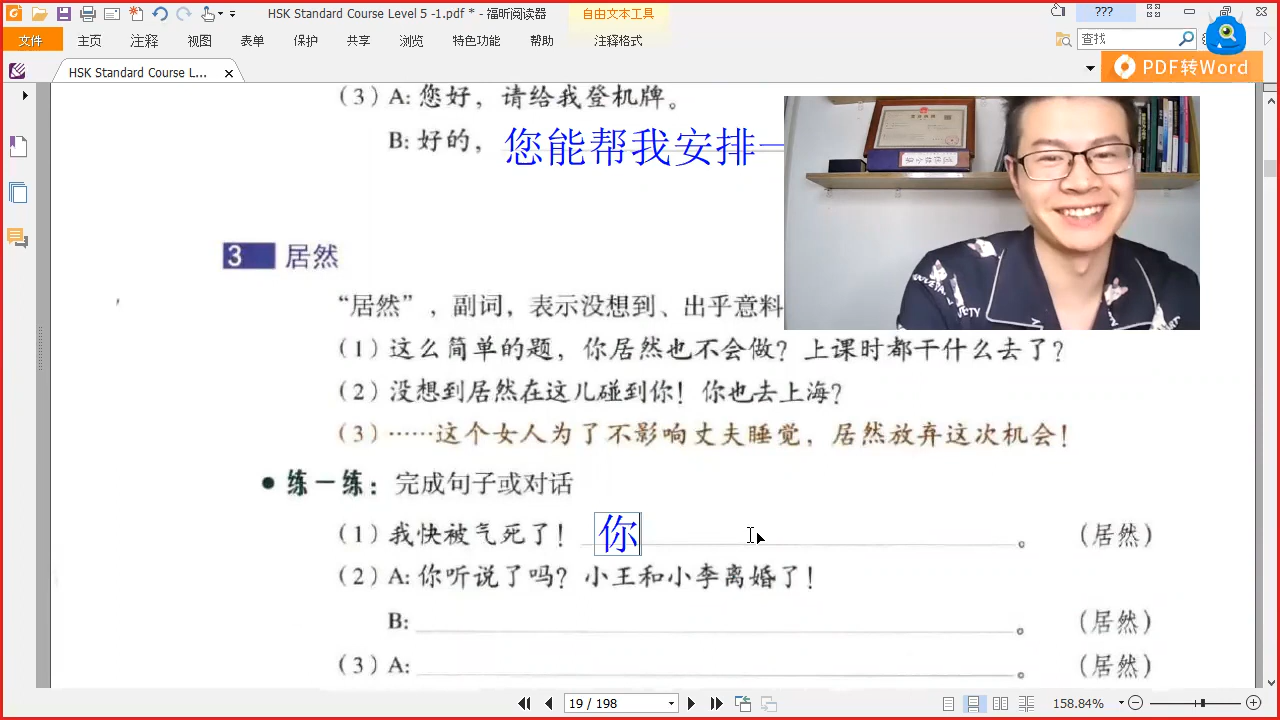 HSK Standard Course Level 5 -1.pdf * - 福昕阅读器
自由文本工具
???
文件 主页 注释 视图 表单 保护 共享 浏览 特色功能 帮助 注释格式
查找
HSK Standard Course L...
PDF转Word
(3) A: 您好，请给我登机牌。
B: 好的，您能帮我安排一
3 居然
“居然”，副词，表示没想到、出乎意料
(1) 这么简单的题，你居然也不会做？上课时都干什么去了？
(2) 没想到居然在这儿碰到你！你也去上海？
(3) ……这个女人为了不影响丈夫睡觉，居然放弃这次机会！
● 练一练：完成句子或对话
(1) 我快被气死了！你 。 （居然）
(2) A: 你听说了吗？小王和小李离婚了！
B: 。 （居然）
(3) A: 。 （居然）
19 / 198
158.84%